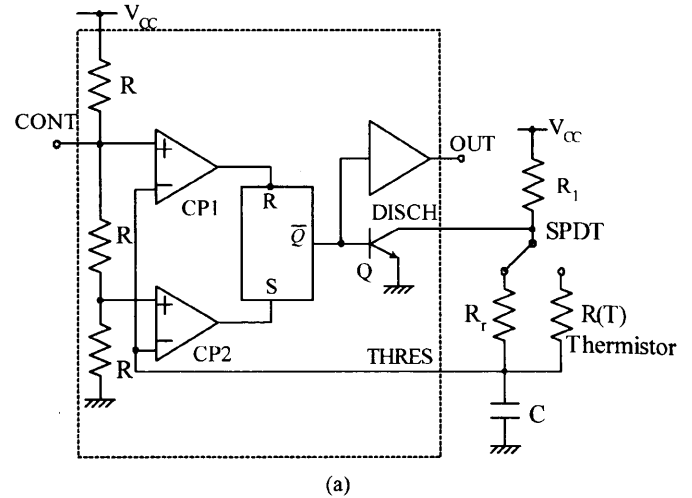 V_CC
R
CONT
+
−
CP1
R
Q̅
S
OUT
V_CC
R_1
DISCH
SPDT
Q
R
+
−
CP2
R
R_r
R(T)
Thermistor
THRES
C
(a)